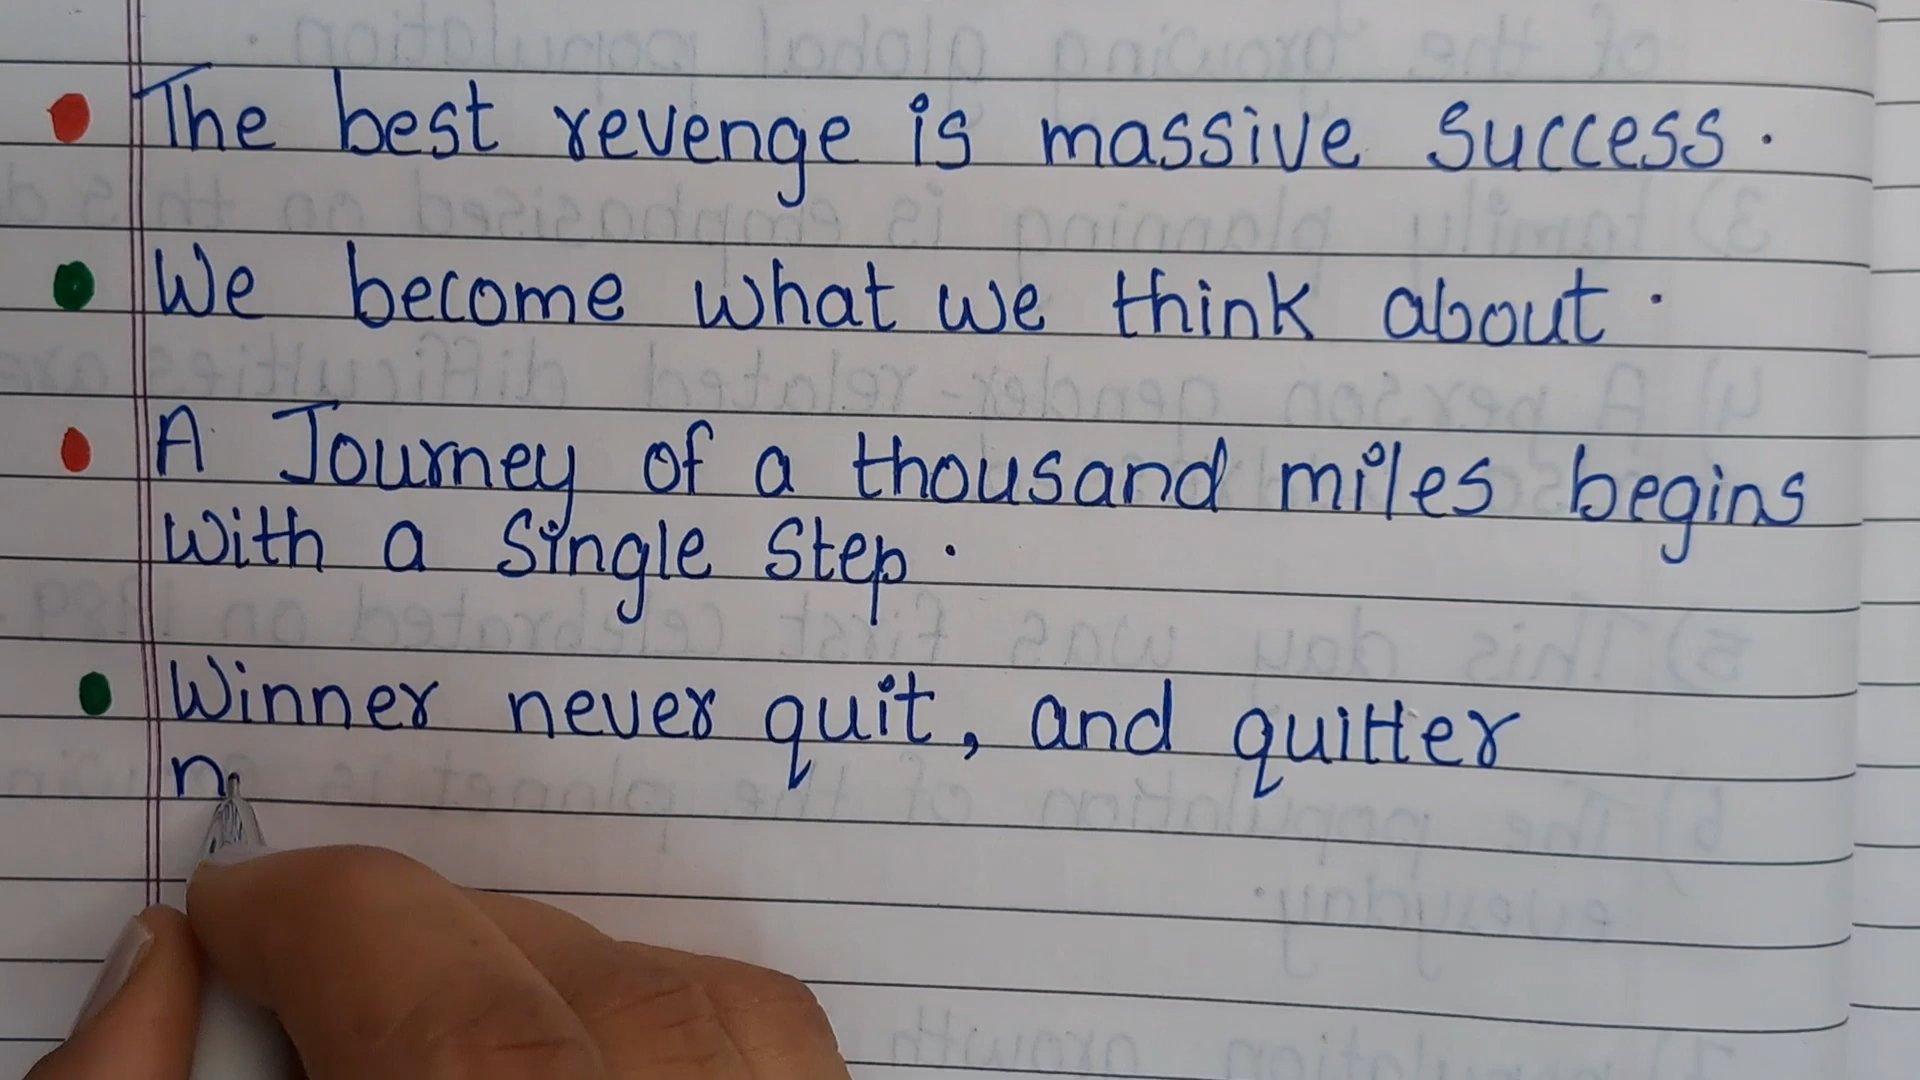 The best revenge is massive success.
We become what we think about.
A Journey of a thousand miles begins
With a Single Step.
Winner never quit, and quitter
n